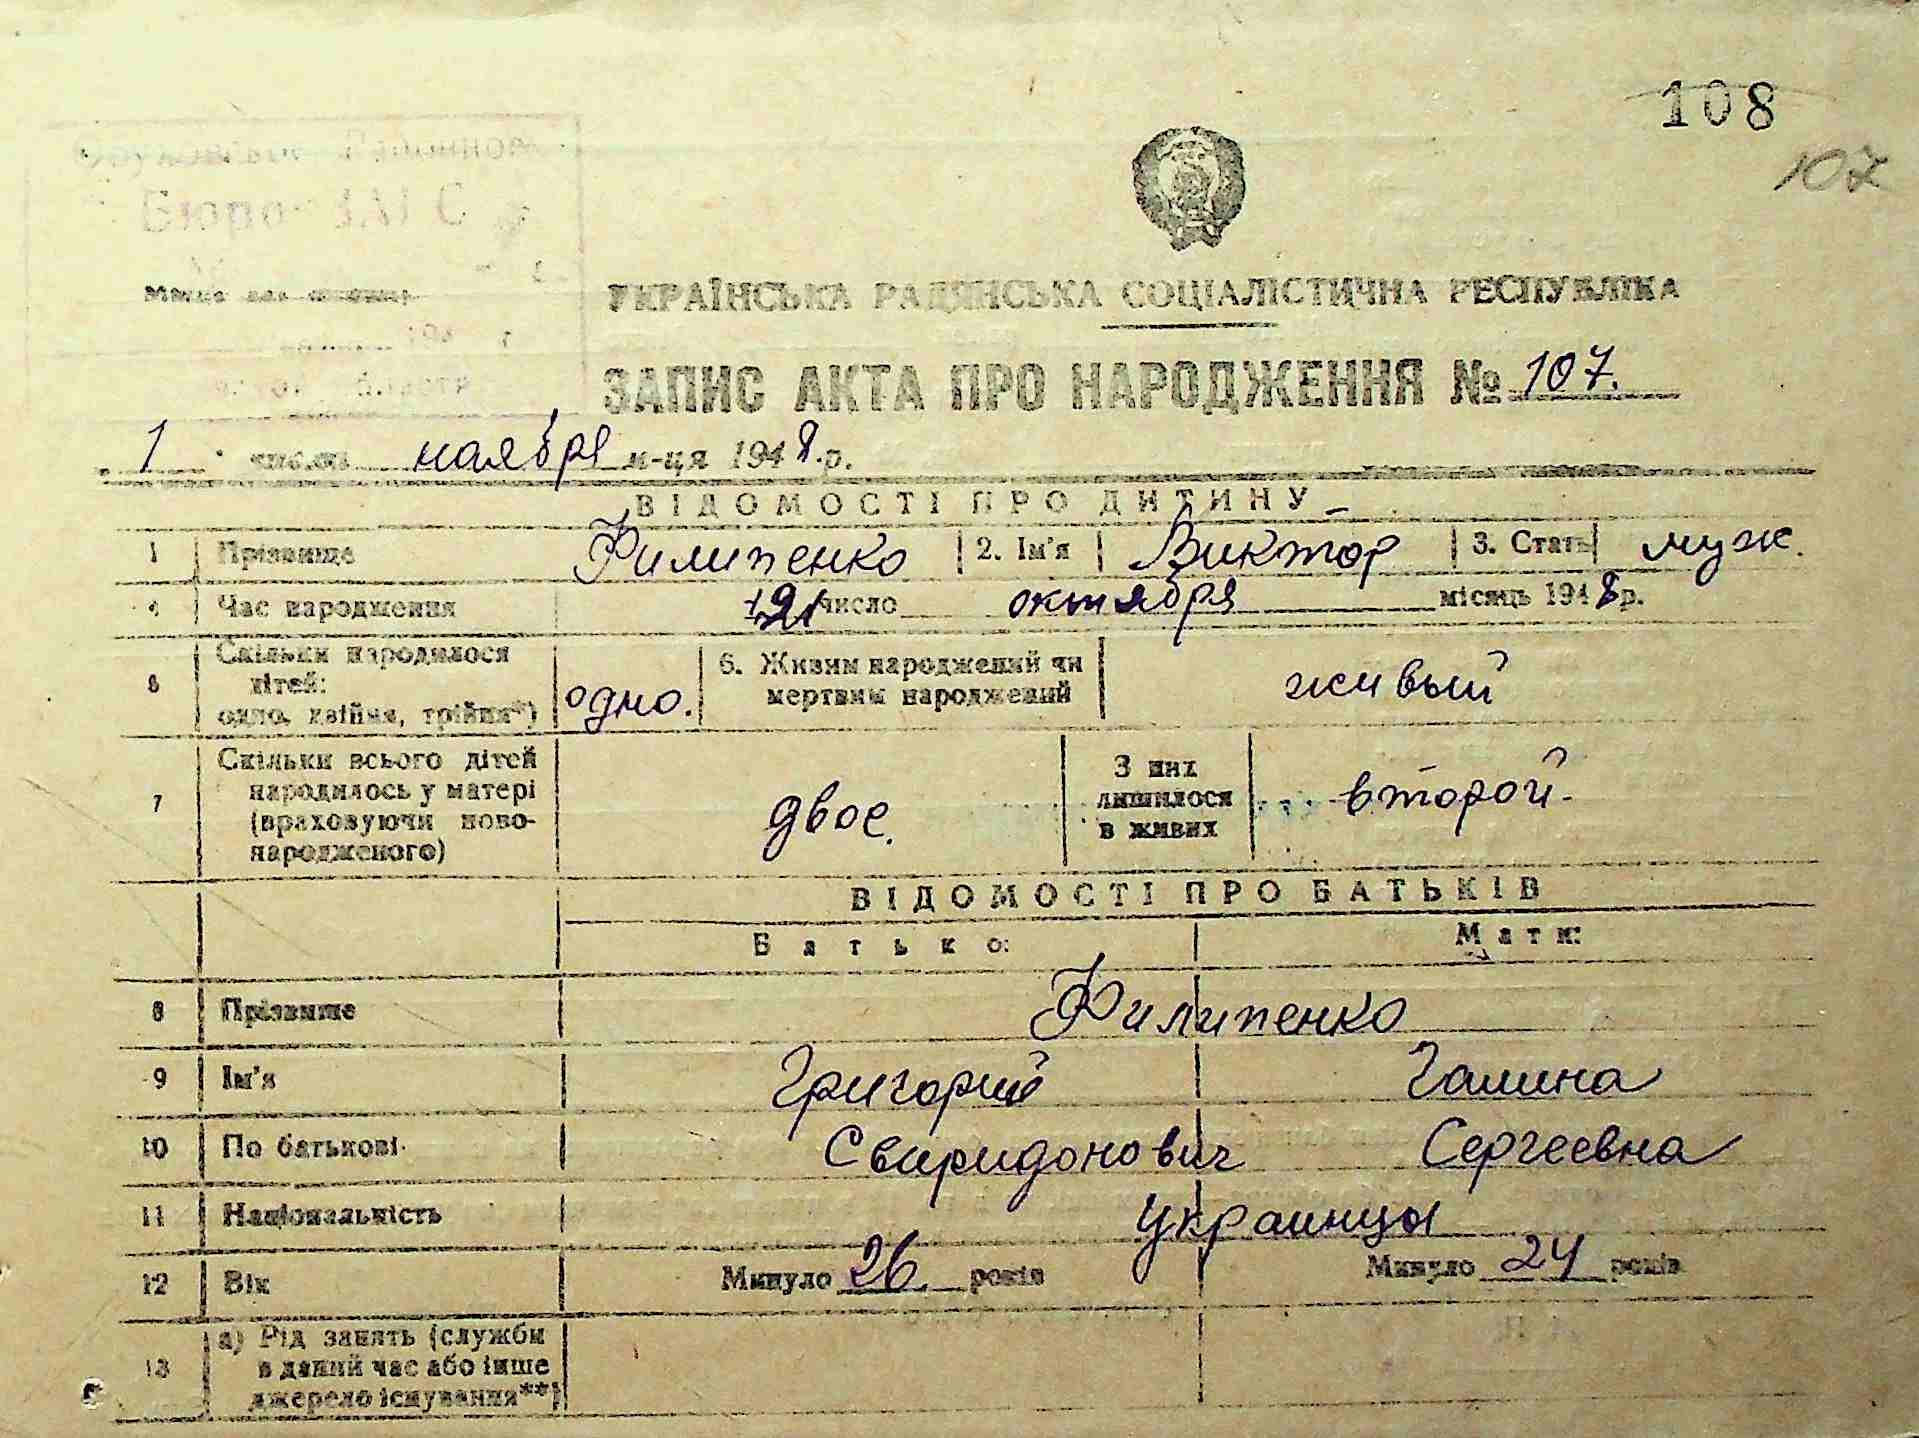 108
107
Бюро ЗАГС
УКРАЇНСЬКА РАДЯНСЬКА СОЦІАЛІСТИЧНА РЕСПУБЛІКА
ЗАПИС АКТА ПРО НАРОДЖЕННЯ № 107.
1 числа ноября м-ця 1948 р.
ВІДОМОСТІ ПРО ДИТИНУ
1 Прізвище Филипенко 2. Ім'я Виктор 3. Стать муж.
4 Час народження 21 число октября місяць 1948 р.
5 Скільки народилося дітей: одно, двійня, трійня*) одно. 6. Живим народжений чи мертвим народжений живый
7 Скільки всього дітей народилось у матері (враховуючи новонародженого) двое. З них лишилося в живих второй.
ВІДОМОСТІ ПРО БАТЬКІВ
Батько: Мати:
8 Прізвище Филипенко
9 Ім'я Григорий Галина
10 По батькові Свиридонович Сергеевна
11 Національність украинцы
12 Вік Минуло 26 років Минуло 24 років
13 а) Рід занять (служби в даний час або інше джерело існування**)